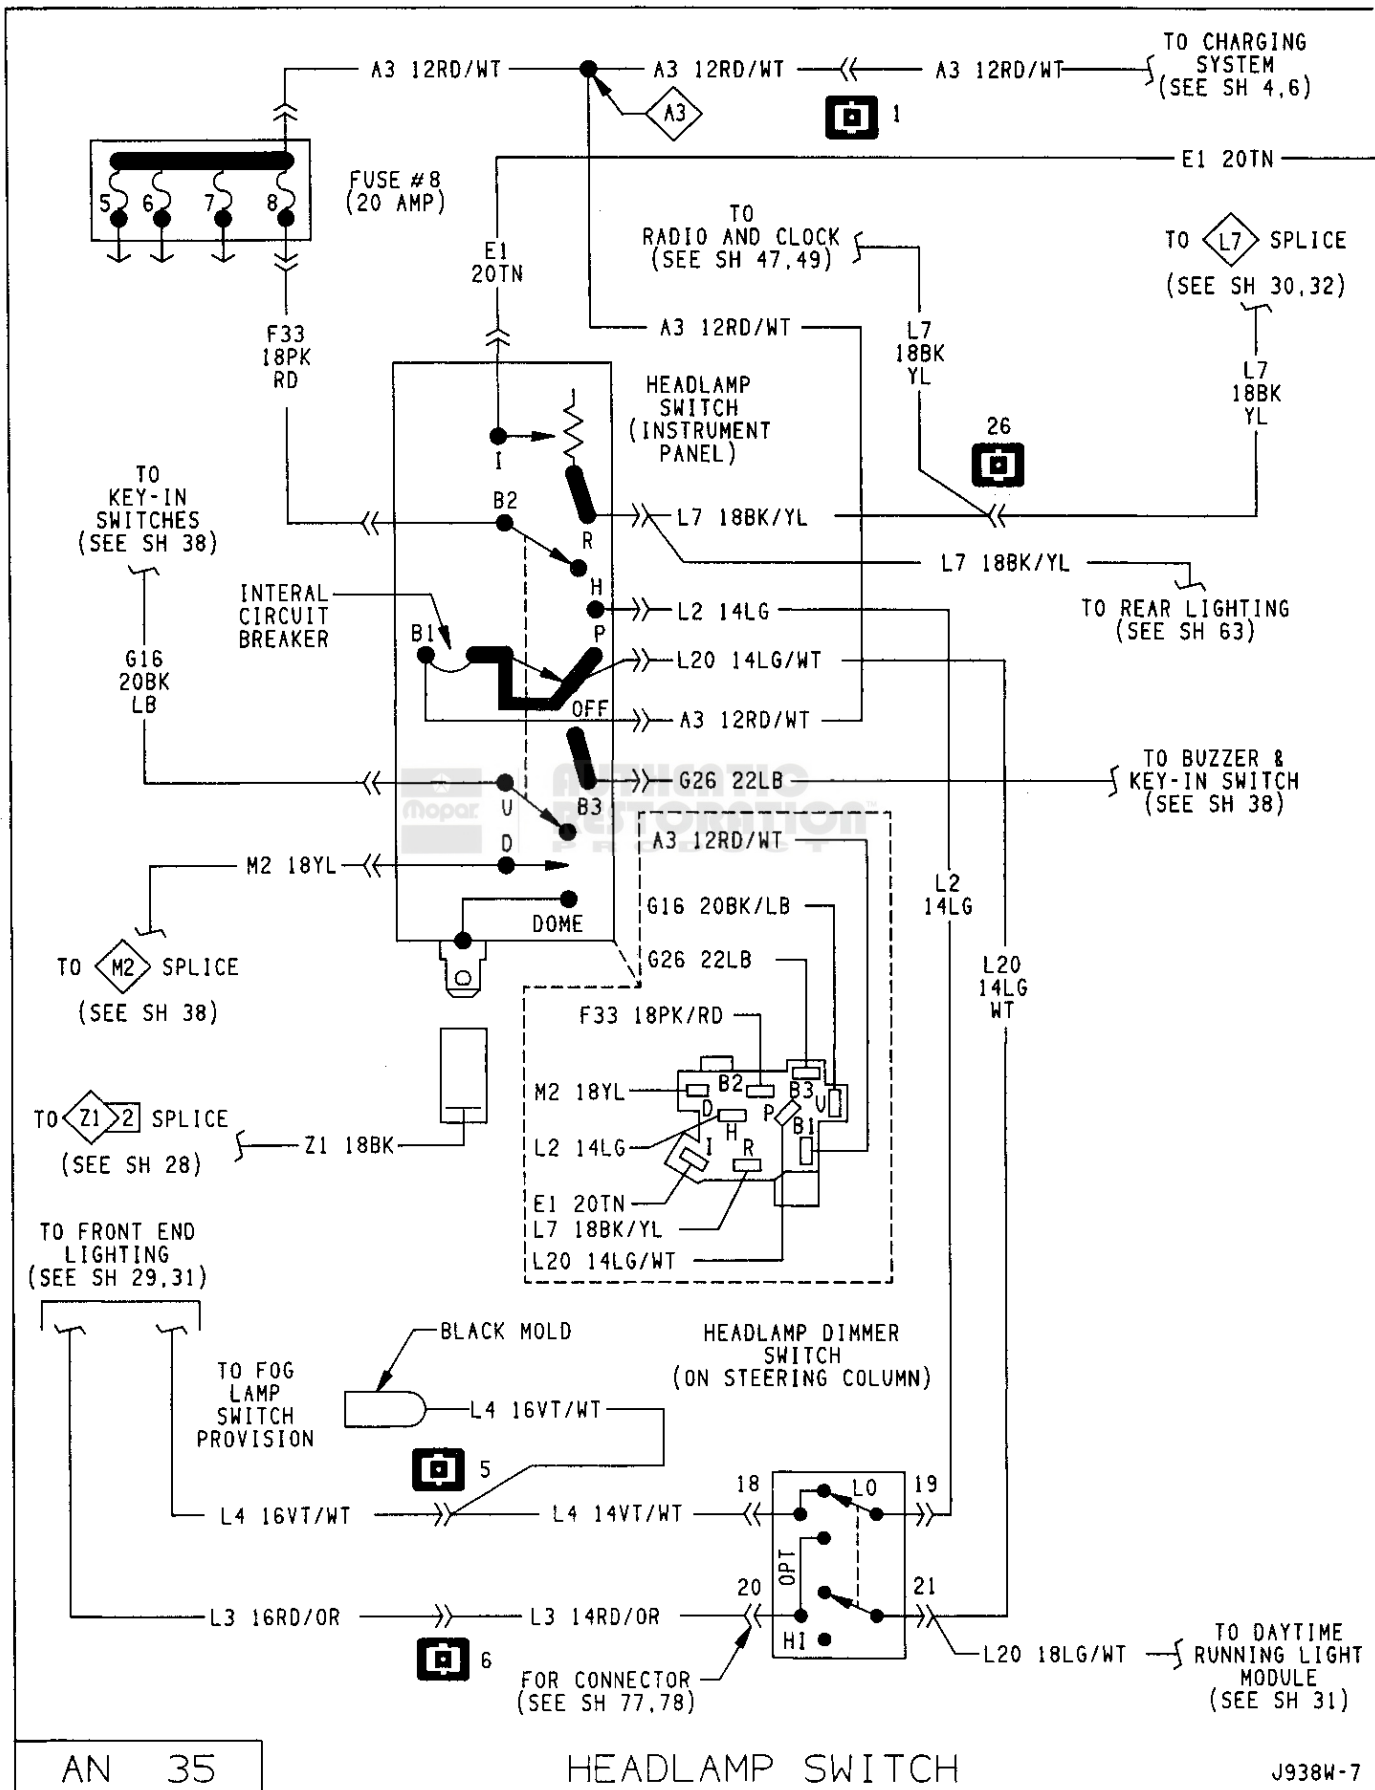 A3 12RD/WT
A3 12RD/WT
A3 12RD/WT
TO CHARGING
SYSTEM
(SEE SH 4,6)
A3
1
E1 20TN
FUSE #8
(20 AMP)
5
6
7
8
TO
RADIO AND CLOCK
(SEE SH 47,49)
TO L7 SPLICE
(SEE SH 30,32)
E1
20TN
F33
18PK
RD
A3 12RD/WT
L7
18BK
YL
L7
18BK
YL
HEADLAMP
SWITCH
(INSTRUMENT
PANEL)
26
I
TO
KEY-IN
SWITCHES
(SEE SH 38)
B2
R
L7 18BK/YL
L7 18BK/YL
H
TO REAR LIGHTING
(SEE SH 63)
INTERAL
CIRCUIT
BREAKER
B1
P
L2 14LG
L20 14LG/WT
G16
20BK
LB
OFF
A3 12RD/WT
G26 22LB
TO BUZZER &
KEY-IN SWITCH
(SEE SH 38)
B3
U
D
Mopar
AUTHENTIC
RESTORATION™
PRODUCT
M2 18YL
DOME
TO M2 SPLICE
(SEE SH 38)
A3 12RD/WT
G16 20BK/LB
G26 22LB
F33 18PK/RD
L2
14LG
L20
14LG
WT
M2 18YL
B2
B3
U
D
P
B1
H
L2 14LG
I
R
E1 20TN
L7 18BK/YL
L20 14LG/WT
TO Z1 2 SPLICE
(SEE SH 28)
Z1 18BK
TO FRONT END
LIGHTING
(SEE SH 29,31)
BLACK MOLD
HEADLAMP DIMMER
SWITCH
(ON STEERING COLUMN)
TO FOG
LAMP
SWITCH
PROVISION
L4 16VT/WT
5
18
LO
19
L4 16VT/WT
L4 14VT/WT
OPT
20
21
L3 16RD/OR
L3 14RD/OR
HI
6
FOR CONNECTOR
(SEE SH 77,78)
L20 18LG/WT
TO DAYTIME
RUNNING LIGHT
MODULE
(SEE SH 31)
AN 35
HEADLAMP SWITCH
J938W-7